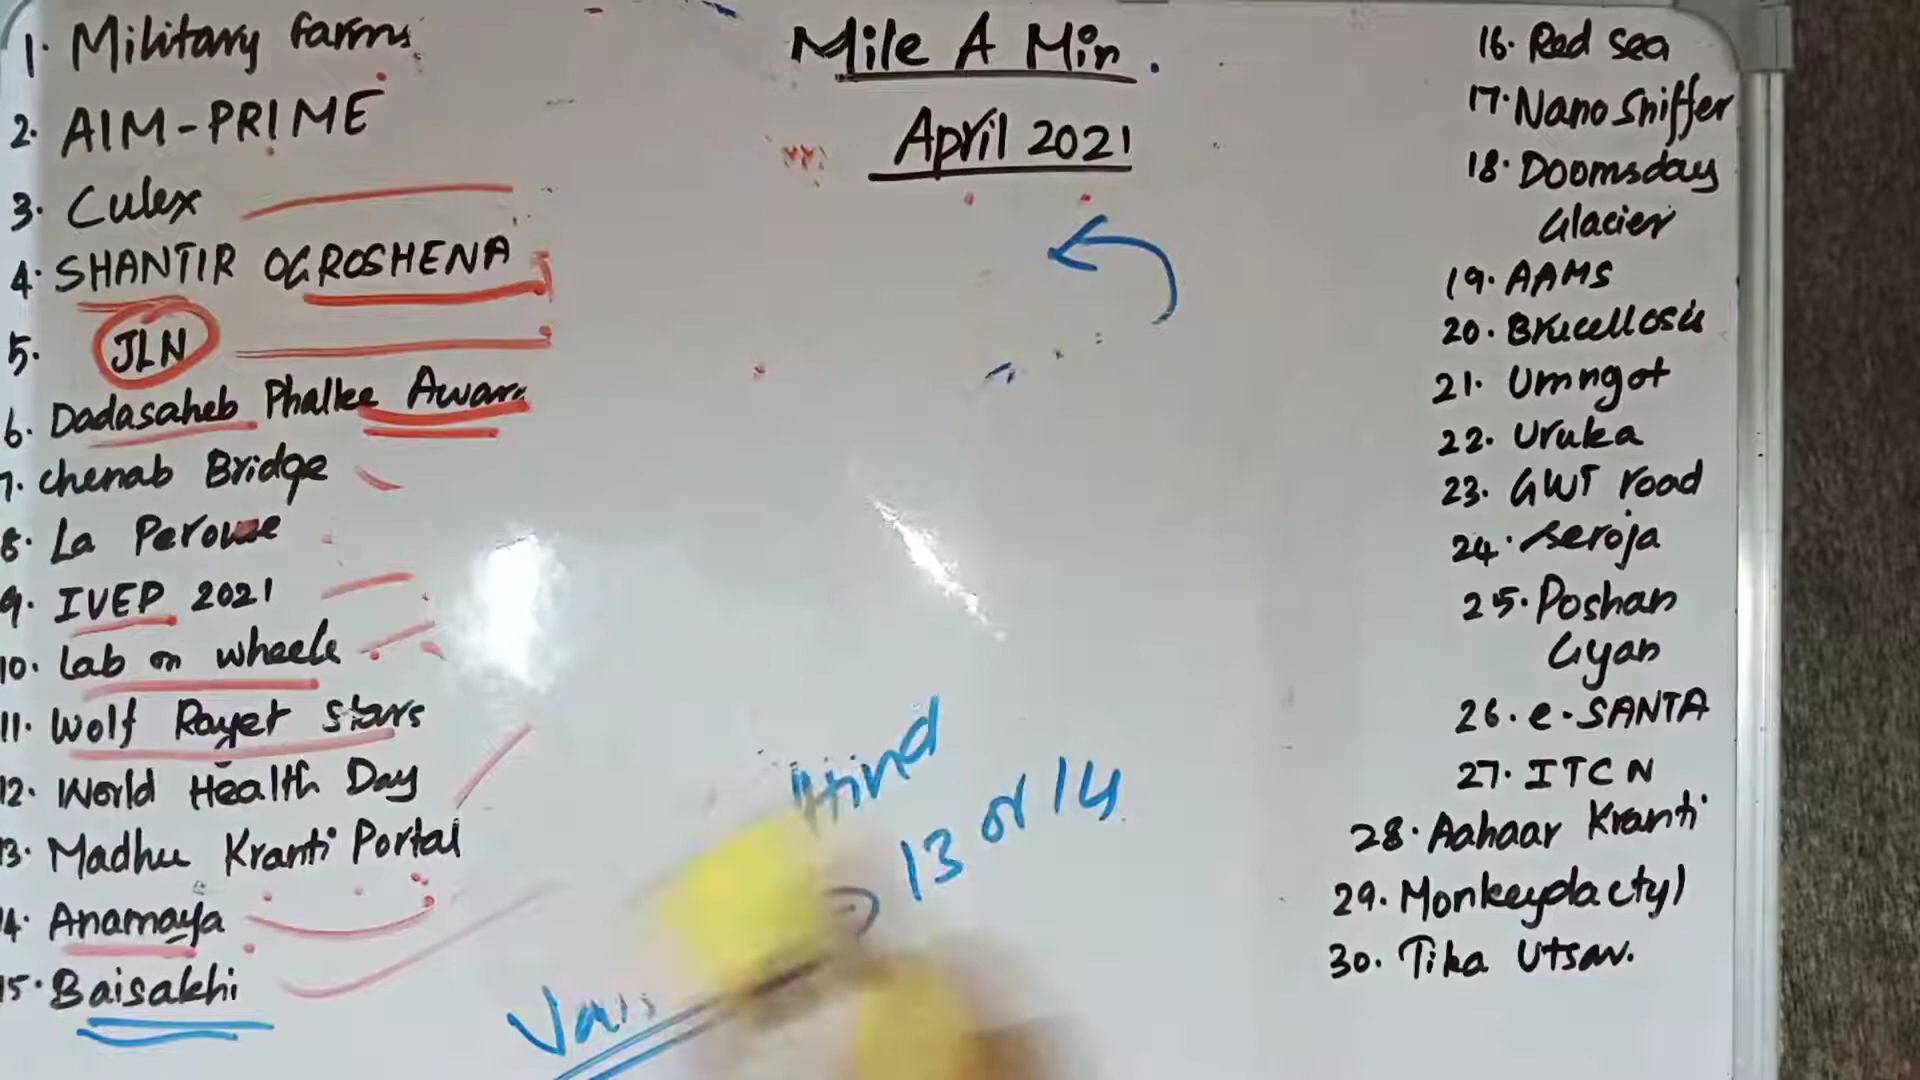 Mile A Min.
April 2021
1. Military farms
2. AIM-PRIME
3. Culex
4. SHANTIR OGROSHENA
5. JLN
6. Dadasaheb Phalke Awar
7. Chenab Bridge
8. La Perouse
9. IVEP 2021
10. Lab on wheels
11. Wolf Rayet Stars
12. World Health Day
13. Madhu Kranti Portal
14. Anamaya
15. Baisakhi
Hind
13 or 14
Vais
16. Red Sea
17. Nano Sniffer
18. Doomsday
Glacier
19. AAMS
20. Brucellosis
21. Umngot
22. Uruka
23. GWT road
24. Seroja
25. Poshan
Gyan
26. e-SANTA
27. ITCN
28. Aahaar Kranti
29. Monkeydactyl
30. Tika Utsav.